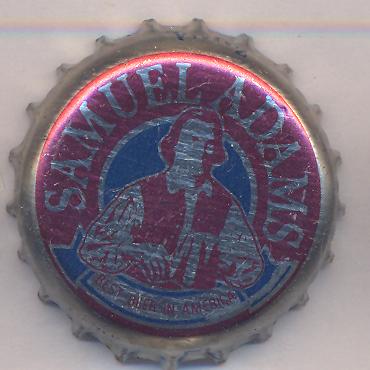 SAMUEL ADAMS
BEST BEER IN AMERICA